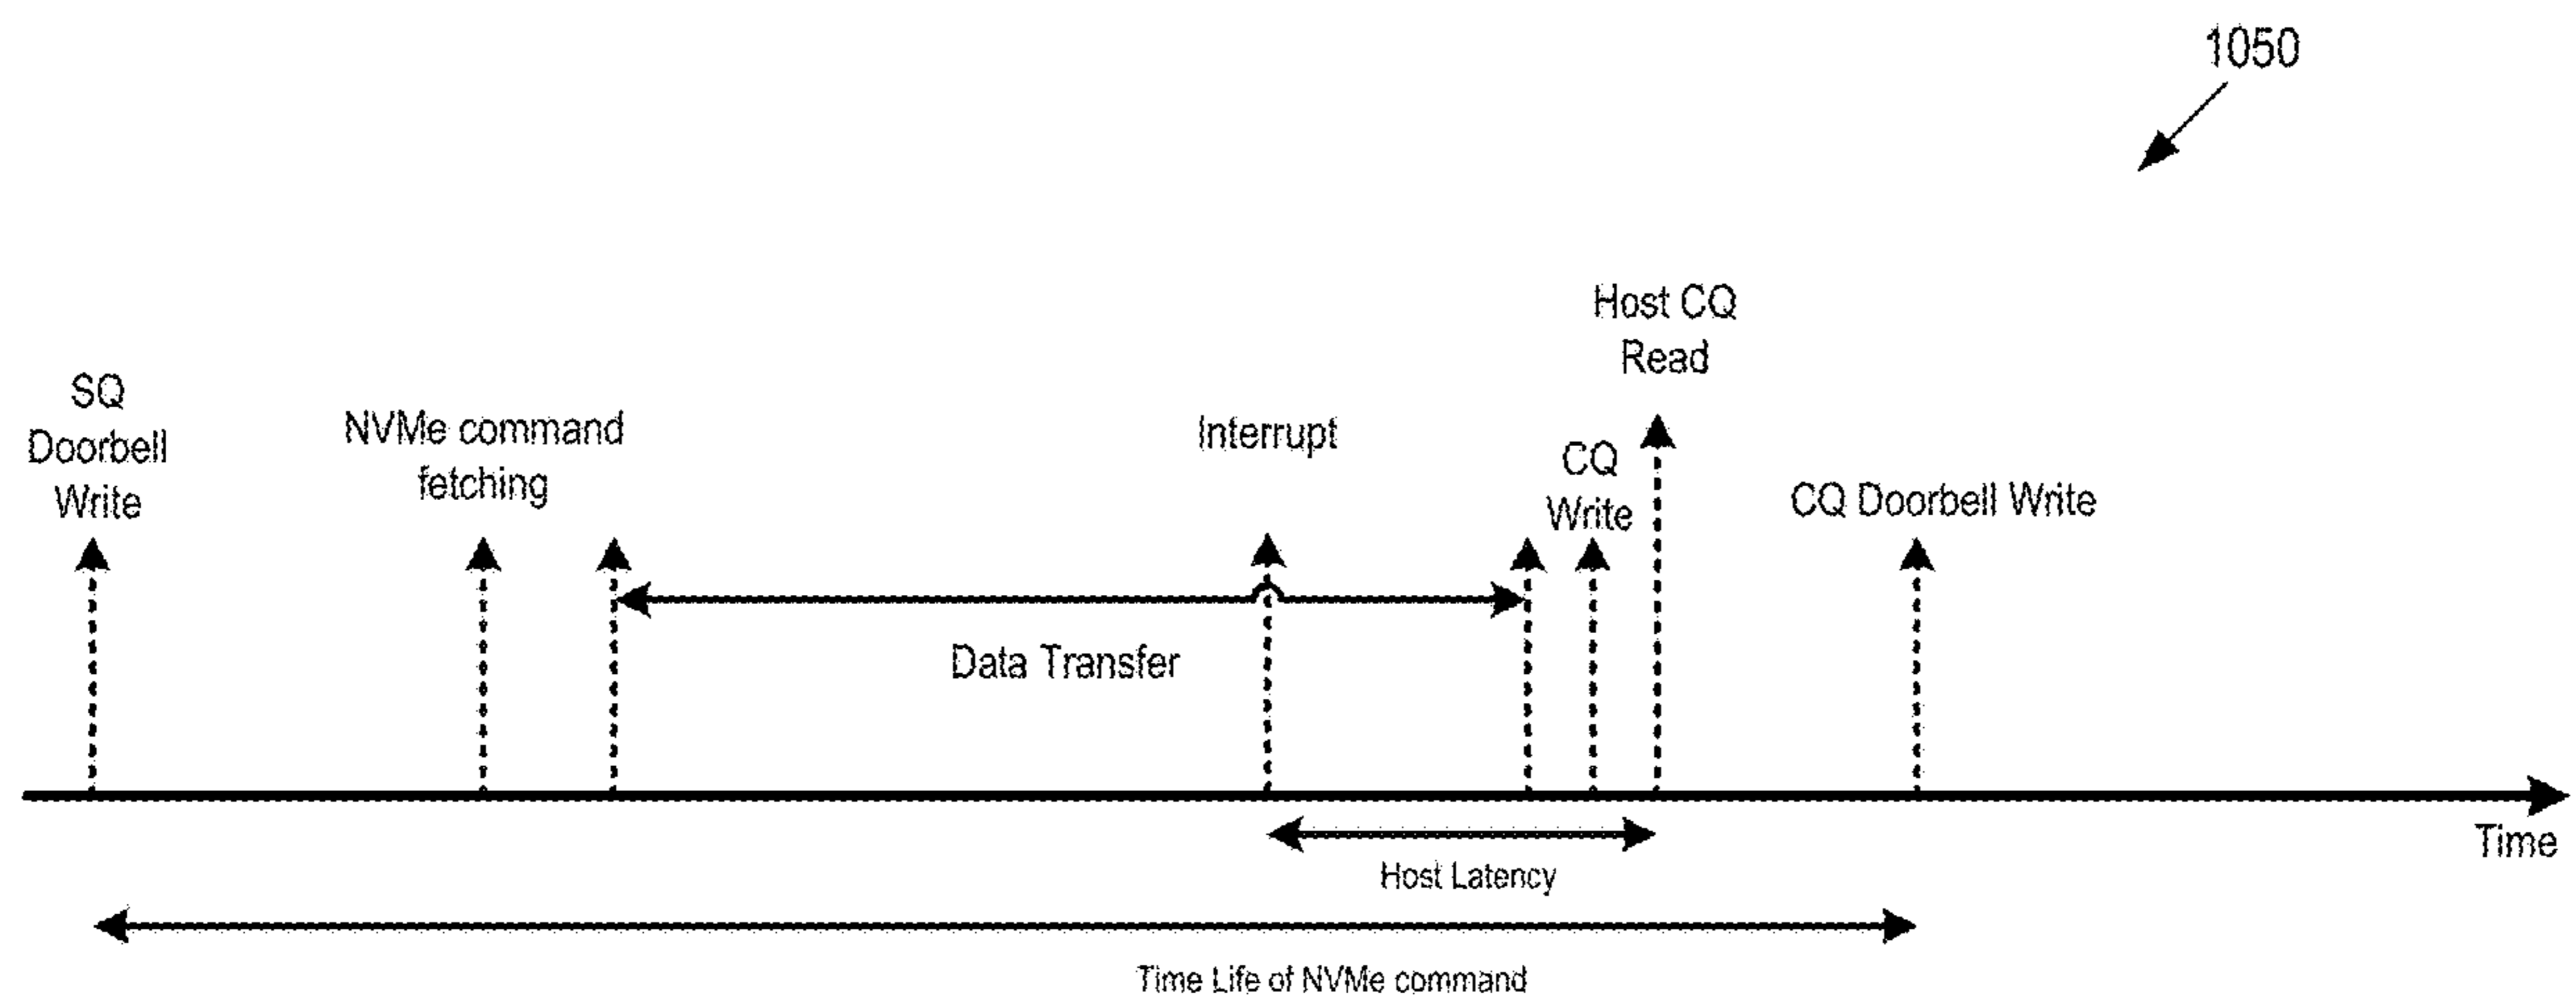 1050
Host CQ
Read
SQ
Doorbell
Write
NVMe command
fetching
Interrupt
CQ
Write
CQ Doorbell Write
Data Transfer
Time
Host Latency
Time Life of NVMe command